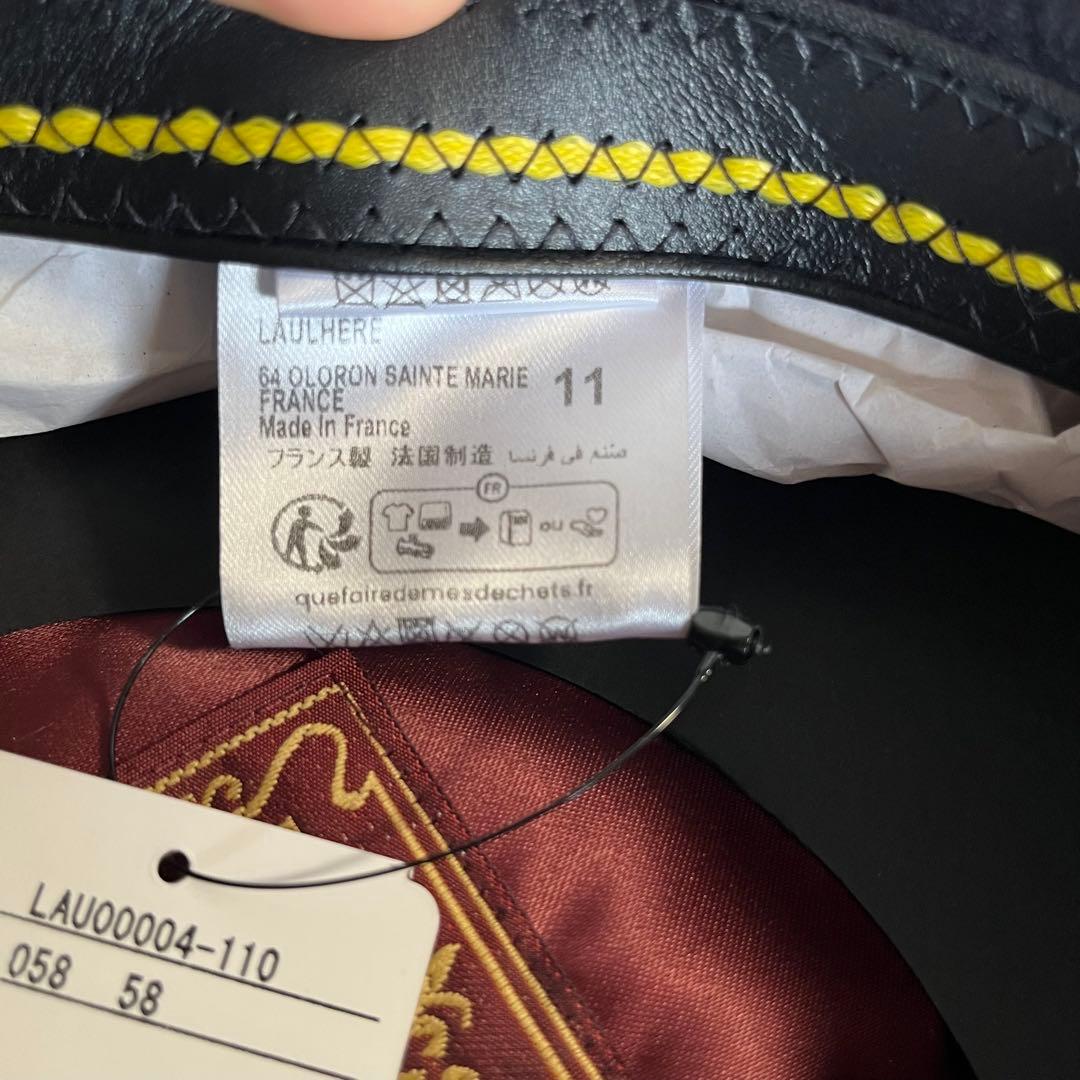 LAULHERE
64 OLORON SAINTE MARIE 11
FRANCE
Made In France
フランス製 法国制造 صنع في فرنسا
FR
ou
quefairedemesdechets.fr
LAU00004-110
058 58